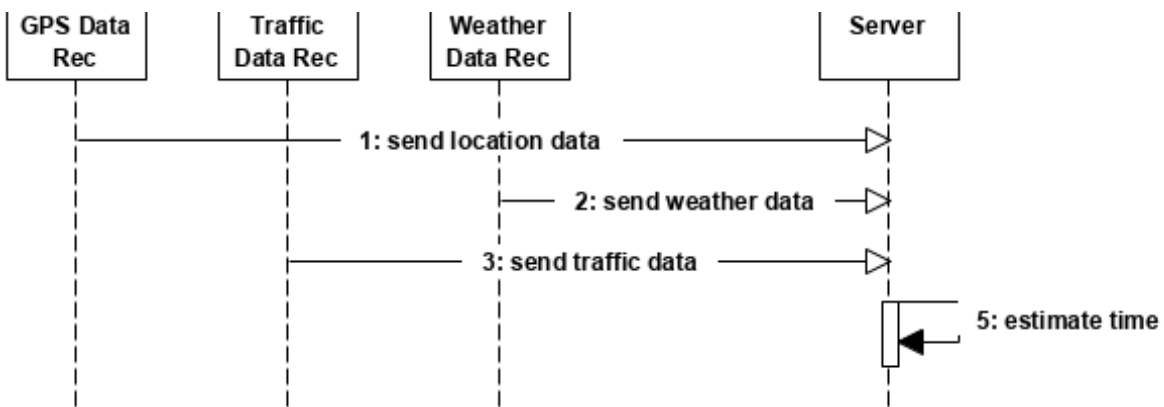 GPS Data
Rec
Traffic
Data Rec
Weather
Data Rec
Server
1: send location data
2: send weather data
3: send traffic data
5: estimate time